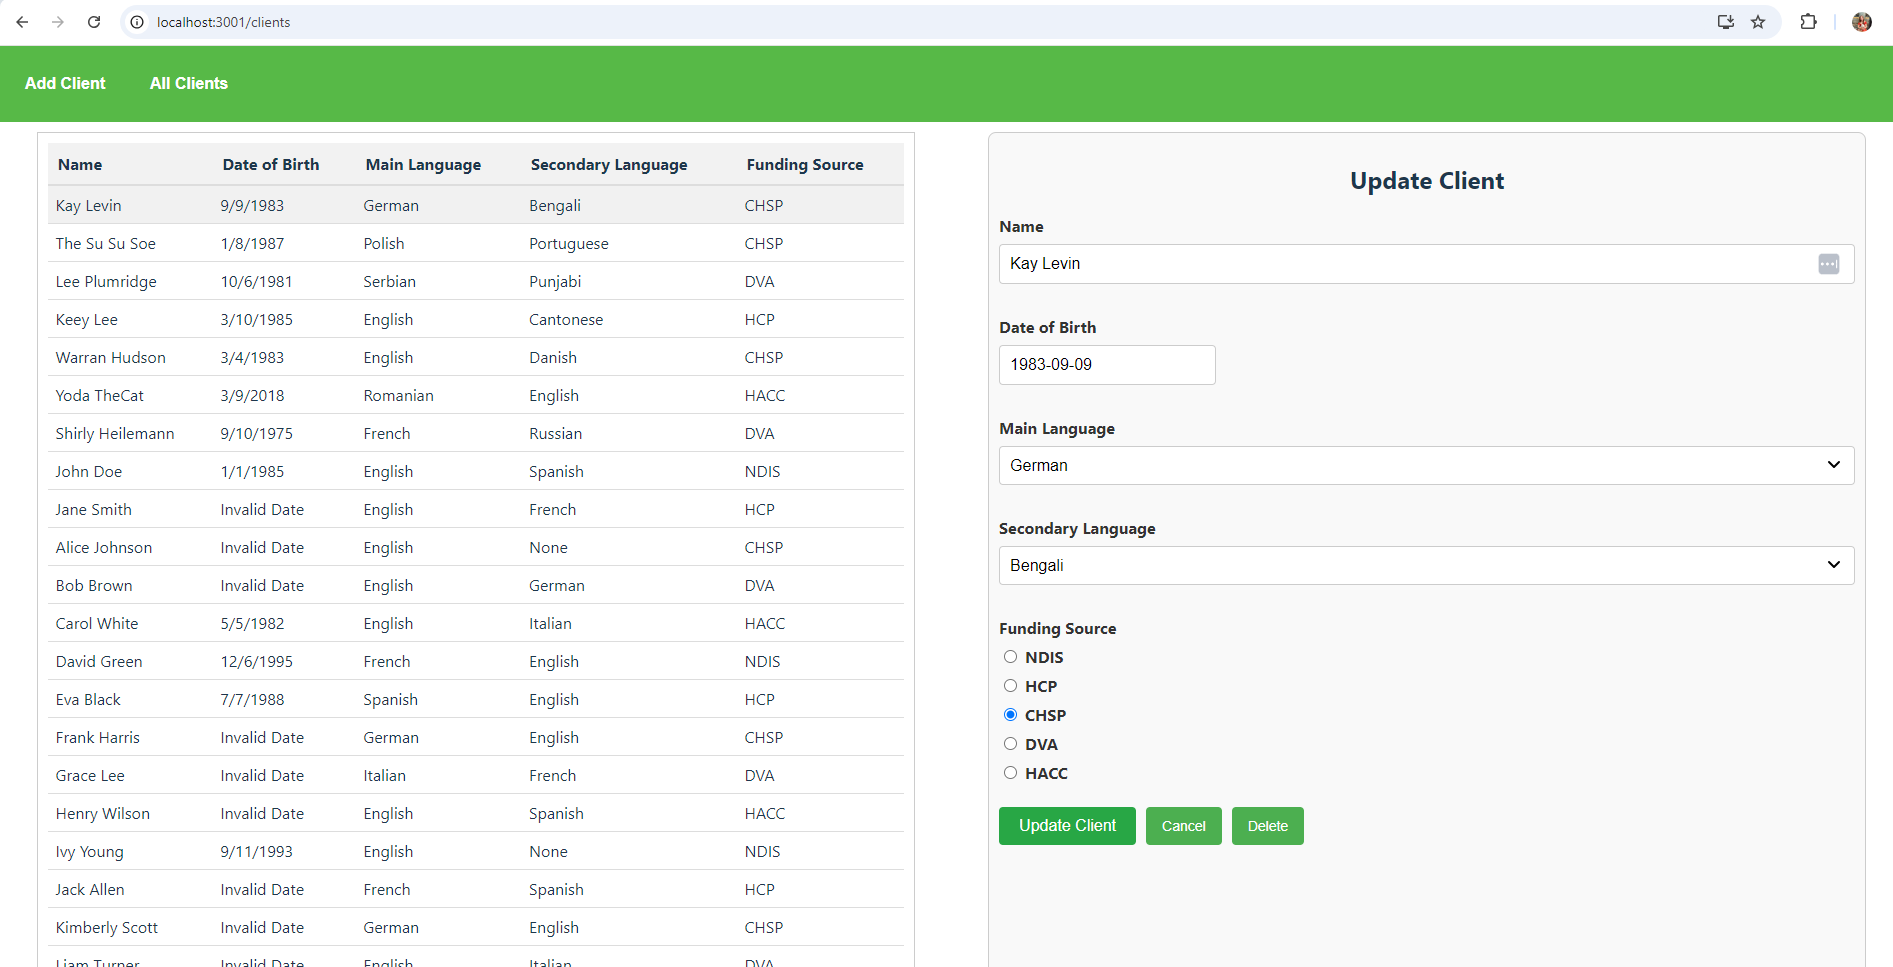 localhost:3001/clients
Add Client All Clients
Name Date of Birth Main Language Secondary Language Funding Source
Kay Levin 9/9/1983 German Bengali CHSP
The Su Su Soe 1/8/1987 Polish Portuguese CHSP
Lee Plumridge 10/6/1981 Serbian Punjabi DVA
Keey Lee 3/10/1985 English Cantonese HCP
Warran Hudson 3/4/1983 English Danish CHSP
Yoda TheCat 3/9/2018 Romanian English HACC
Shirly Heilemann 9/10/1975 French Russian DVA
John Doe 1/1/1985 English Spanish NDIS
Jane Smith Invalid Date English French HCP
Alice Johnson Invalid Date English None CHSP
Bob Brown Invalid Date English German DVA
Carol White 5/5/1982 English Italian HACC
David Green 12/6/1995 French English NDIS
Eva Black 7/7/1988 Spanish English HCP
Frank Harris Invalid Date German English CHSP
Grace Lee Invalid Date Italian French DVA
Henry Wilson Invalid Date English Spanish HACC
Ivy Young 9/11/1993 English None NDIS
Jack Allen Invalid Date French Spanish HCP
Kimberly Scott Invalid Date German English CHSP
Liam Turner Invalid Date English Italian DVA
Update Client
Name
Kay Levin
Date of Birth
1983-09-09
Main Language
German
Secondary Language
Bengali
Funding Source
NDIS
HCP
CHSP
DVA
HACC
Update Client Cancel Delete